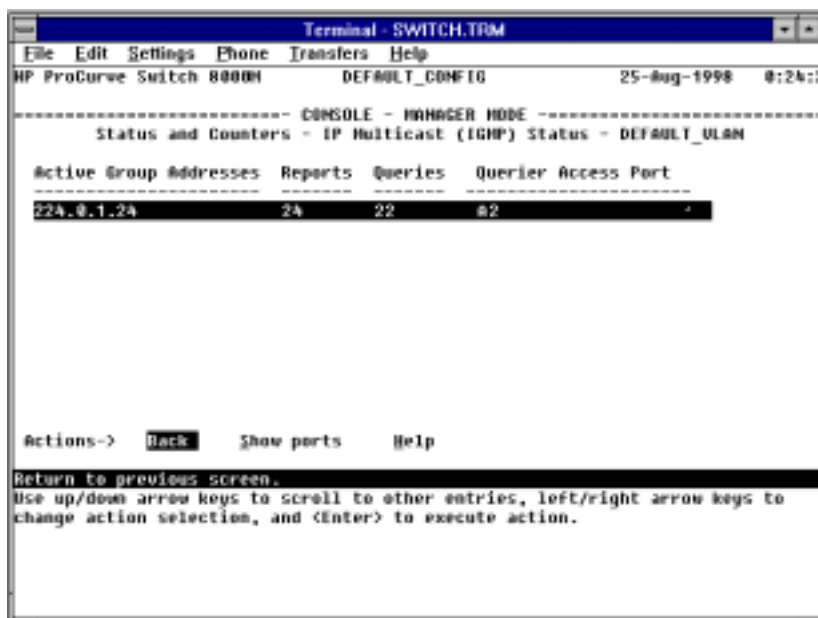 Terminal - SWITCH.TRM
File Edit Settings Phone Transfers Help
HP ProCurve Switch 8000M DEFAULT_CONFIG 25-Aug-1998 0:24:
--------------------------- CONSOLE - MANAGER MODE ---------------------------
Status and Counters - IP Multicast (IGMP) Status - DEFAULT_VLAN
Active Group Addresses Reports Queries Querier Access Port
---------------------- ------- ------- ----------------------
224.0.1.24 24 22 A2
Actions-> Back Show ports Help
Return to previous screen.
Use up/down arrow keys to scroll to other entries, left/right arrow keys to
change action selection, and <Enter> to execute action.